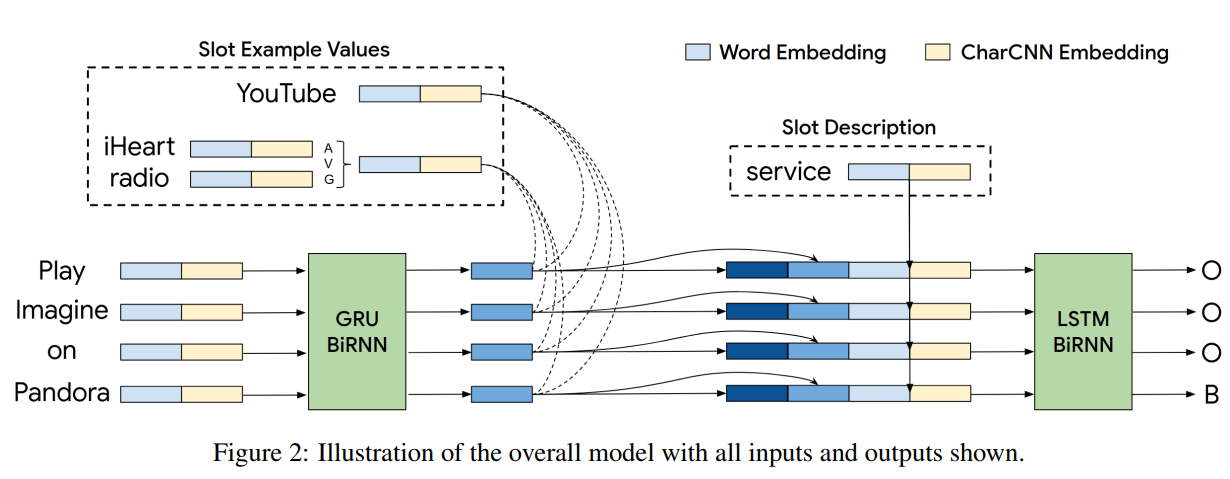 Slot Example Values
Word Embedding
CharCNN Embedding
YouTube
iHeart
radio
A
V
G
Slot Description
service
Play
Imagine
on
Pandora
GRU
BiRNN
LSTM
BiRNN
O
O
O
B
Figure 2: Illustration of the overall model with all inputs and outputs shown.